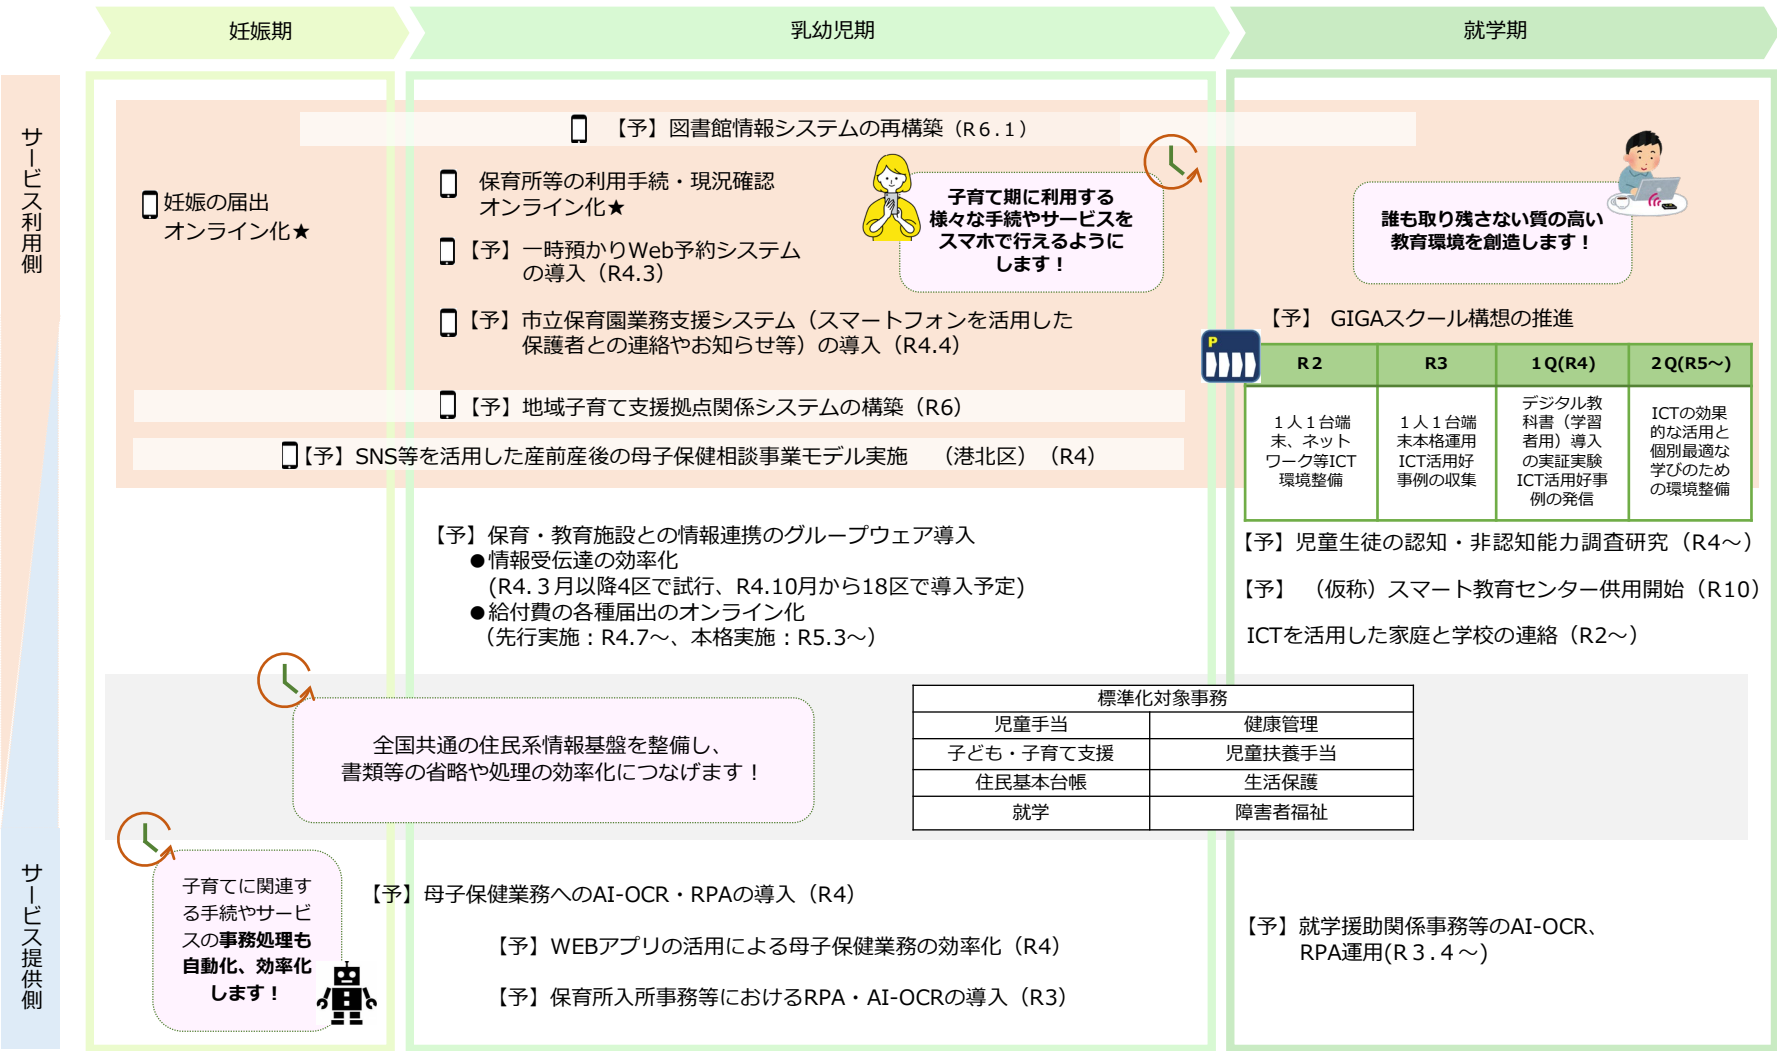 妊娠期
乳幼児期
就学期
サービス利用側
サービス提供側
【予】図書館情報システムの再構築（R６.１）
妊娠の届出
オンライン化★
保育所等の利用手続・現況確認
オンライン化★
【予】一時預かりWeb予約システム
の導入（R4.3）
【予】市立保育園業務支援システム（スマートフォンを活用した
保護者との連絡やお知らせ等）の導入（R4.4）
【予】地域子育て支援拠点関係システムの構築（R6）
【予】SNS等を活用した産前産後の母子保健相談事業モデル実施　（港北区）（R4）
子育て期に利用する
様々な手続やサービスを
スマホで行えるように
します！
誰も取り残さない質の高い
教育環境を創造します！
【予】 GIGAスクール構想の推進
P
R２
R3
１Q(R4)
２Q(R5～)
１人１台端
末、ネット
ワーク等ICT
環境整備
１人１台端
末本格運用
ICT活用好
事例の収集
デジタル教
科書（学習
者用）導入
の実証実験
ICT活用好事
例の発信
ICTの効果
的な活用と
個別最適な
学びのため
の環境整備
【予】保育・教育施設との情報連携のグループウェア導入
●情報受伝達の効率化
(R4.３月以降4区で試行、R4.10月から18区で導入予定)
●給付費の各種届出のオンライン化
（先行実施：R4.7～、本格実施：R5.3～）
【予】児童生徒の認知・非認知能力調査研究（R4～）
【予】（仮称）スマート教育センター供用開始（R10）
ICTを活用した家庭と学校の連絡（R2～）
全国共通の住民系情報基盤を整備し、
書類等の省略や処理の効率化につなげます！
標準化対象事務
児童手当
健康管理
子ども・子育て支援
児童扶養手当
住民基本台帳
生活保護
就学
障害者福祉
子育てに関連す
る手続やサービ
スの事務処理も
自動化、効率化
します！
【予】母子保健業務へのAI-OCR・RPAの導入（R4）
【予】WEBアプリの活用による母子保健業務の効率化（R4）
【予】保育所入所事務等におけるRPA・AI-OCRの導入（R3）
【予】就学援助関係事務等のAI-OCR、
RPA運用(R３.４～)